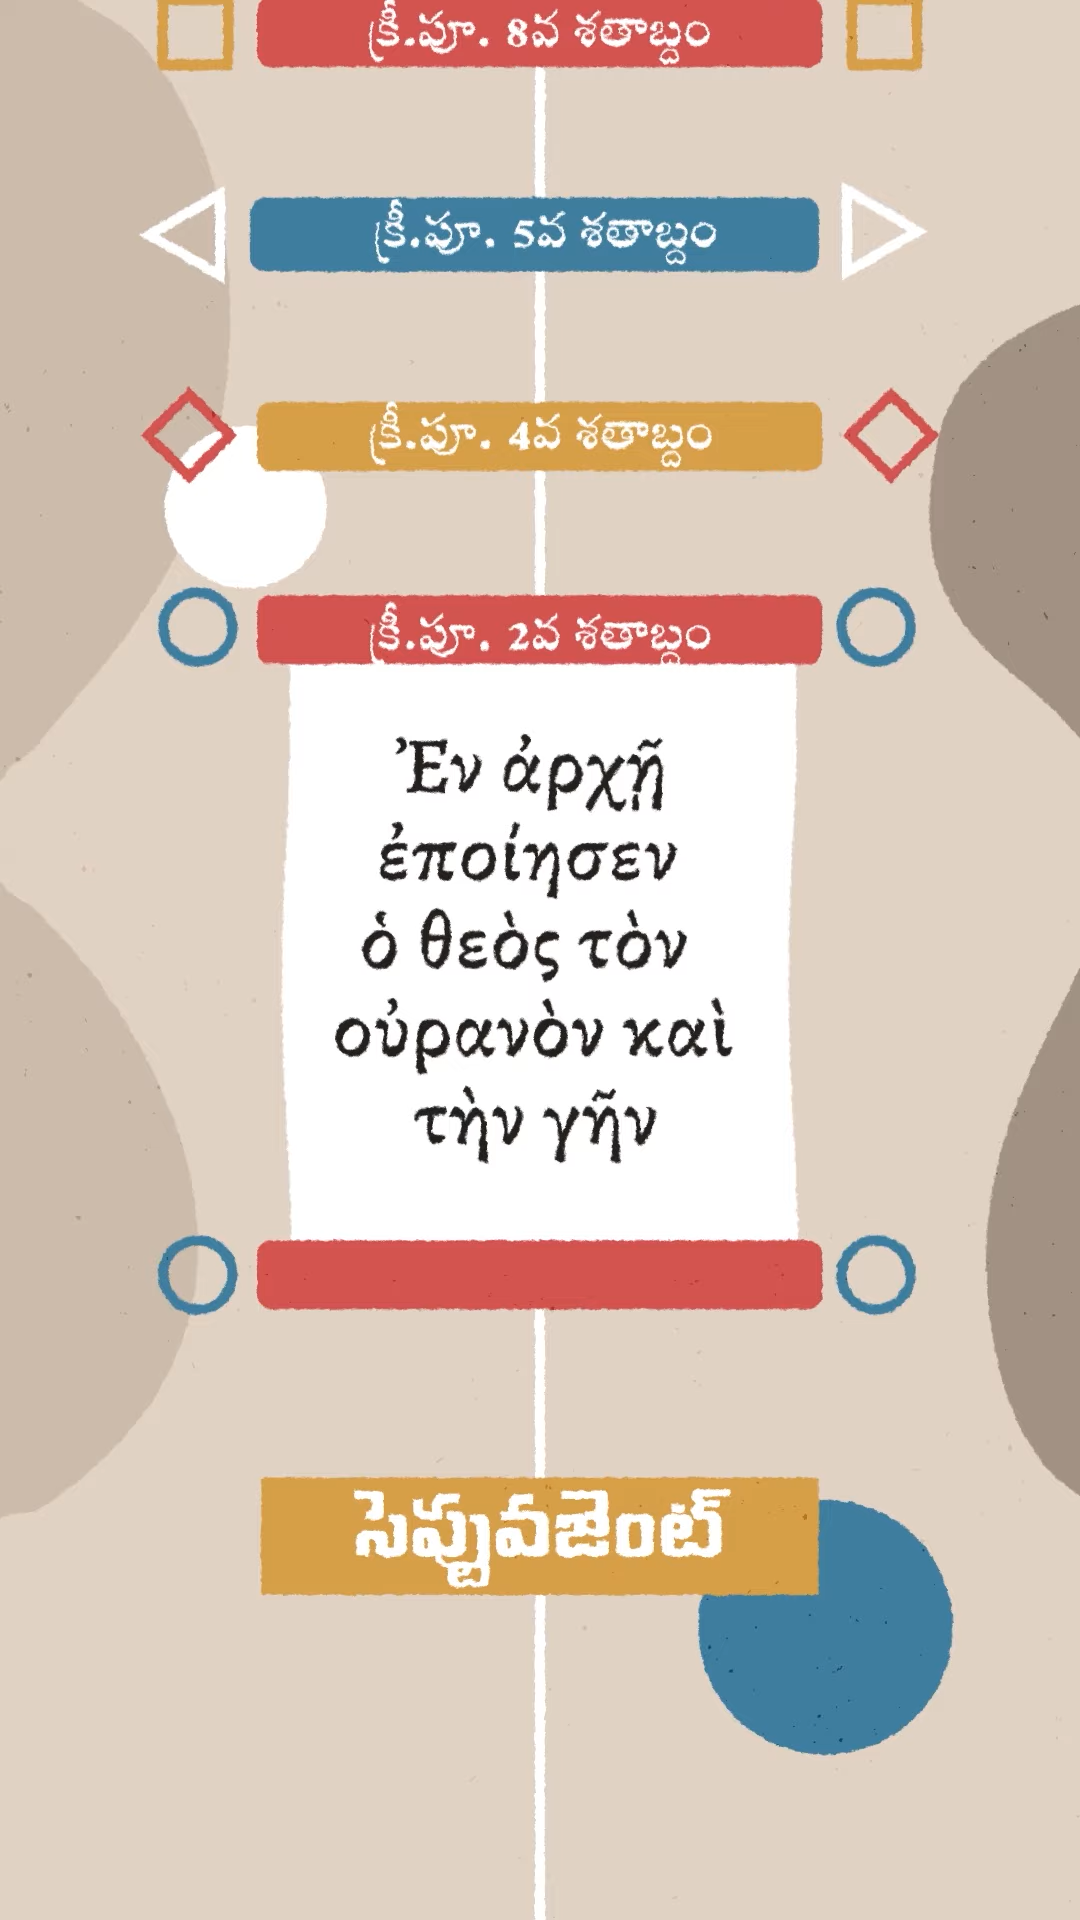 క్రీ.పూ. 8వ శతాబ్దం
క్రీ.పూ. 5వ శతాబ్దం
క్రీ.పూ. 4వ శతాబ్దం
క్రీ.పూ. 2వ శతాబ్దం
Ἐν ἀρχῇ
ἐποίησεν
ὁ θεὸς τὸν
οὐρανὸν καὶ
τὴν γῆν
సెప్టువజెంట్